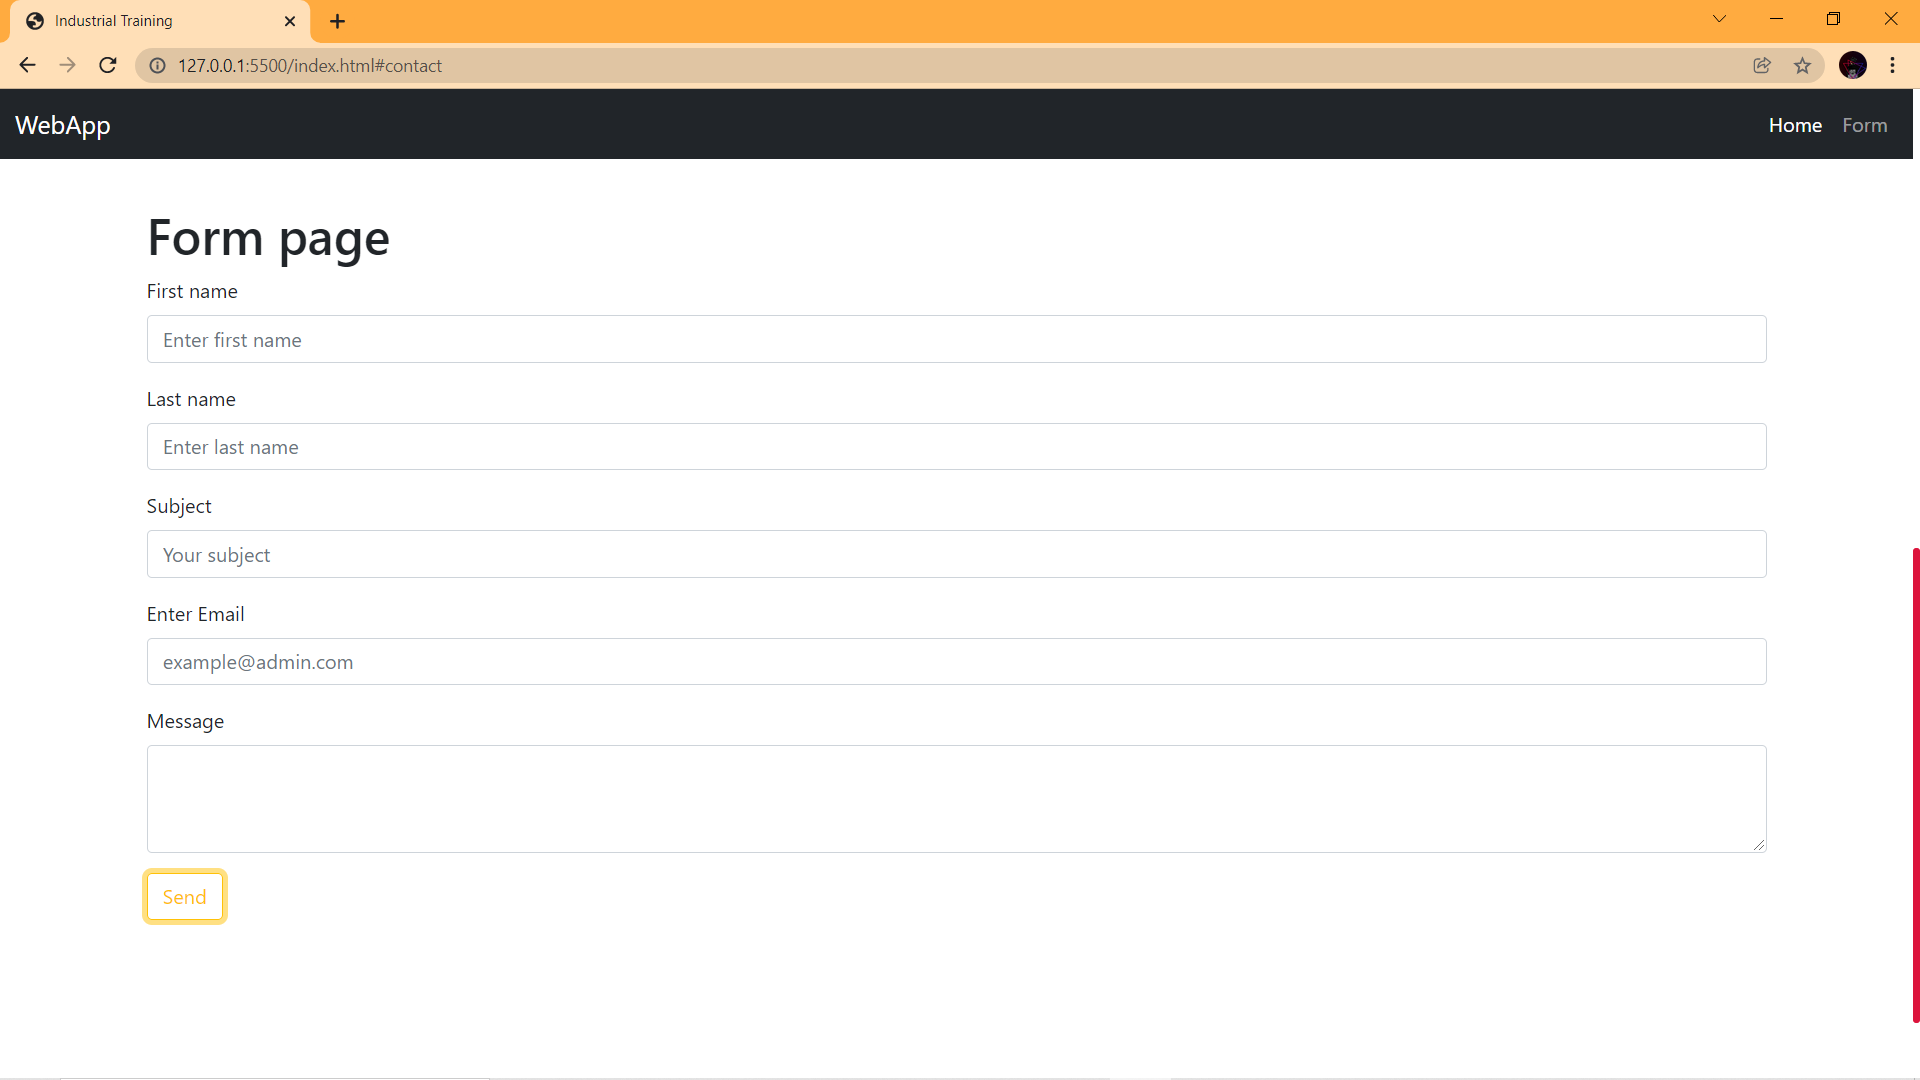 Industrial Training
127.0.0.1:5500/index.html#contact
WebApp
Home Form
Form page
First name
Enter first name
Last name
Enter last name
Subject
Your subject
Enter Email
example@admin.com
Message
Send